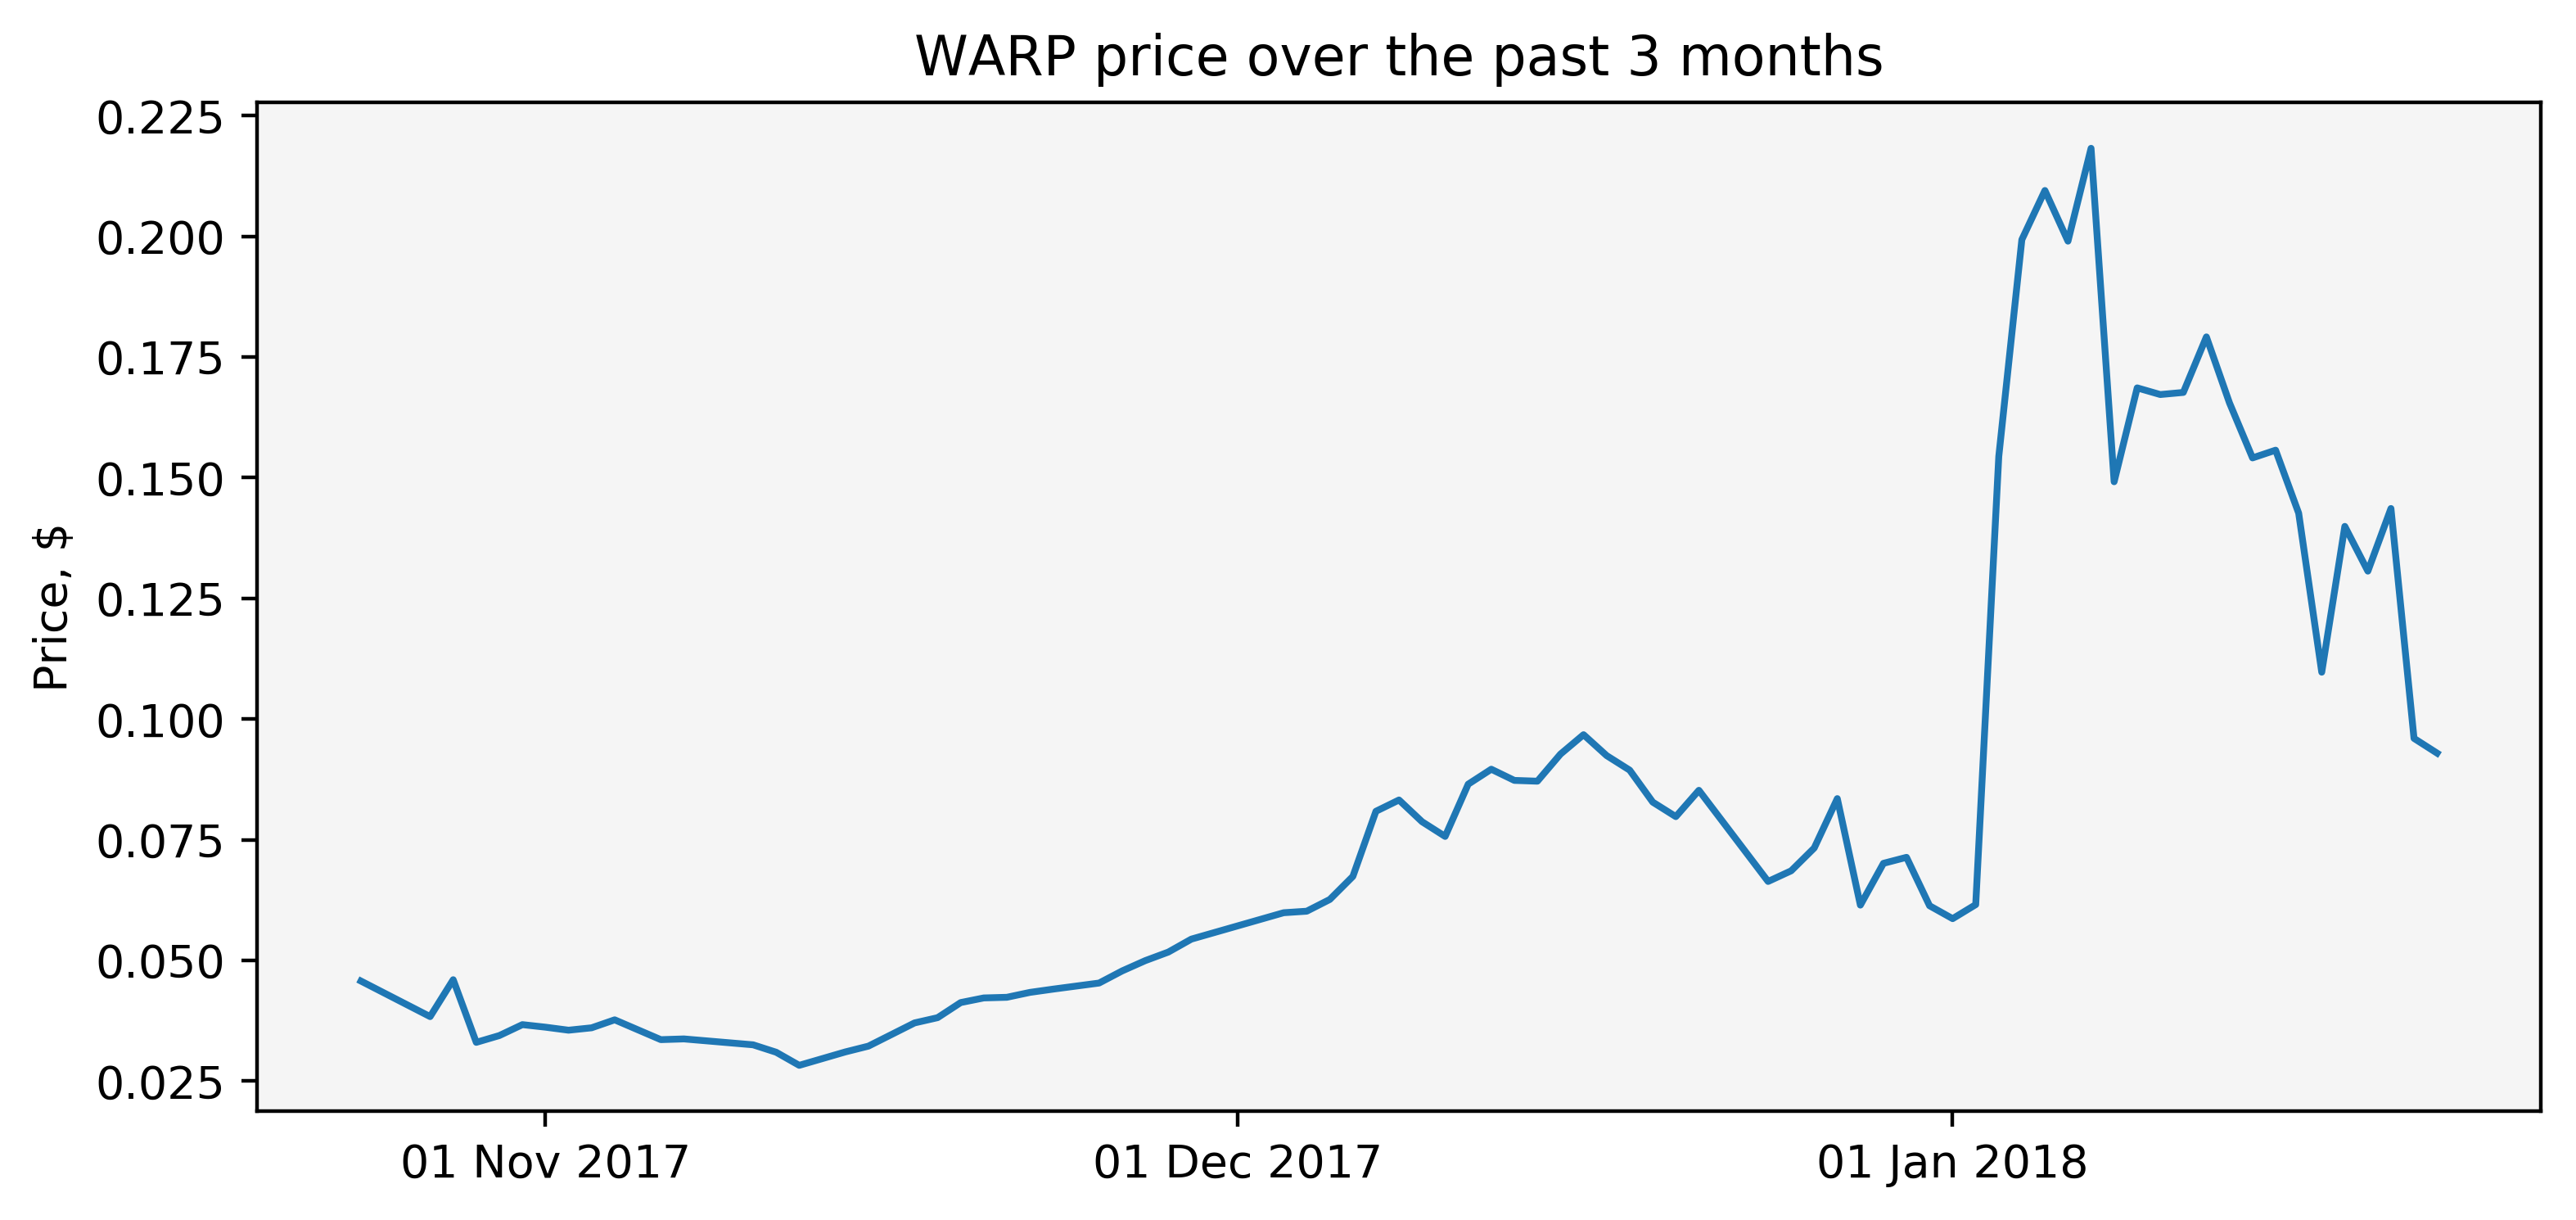 WARP price over the past 3 months
Price, $
0.225
0.200
0.175
0.150
0.125
0.100
0.075
0.050
0.025
01 Nov 2017
01 Dec 2017
01 Jan 2018